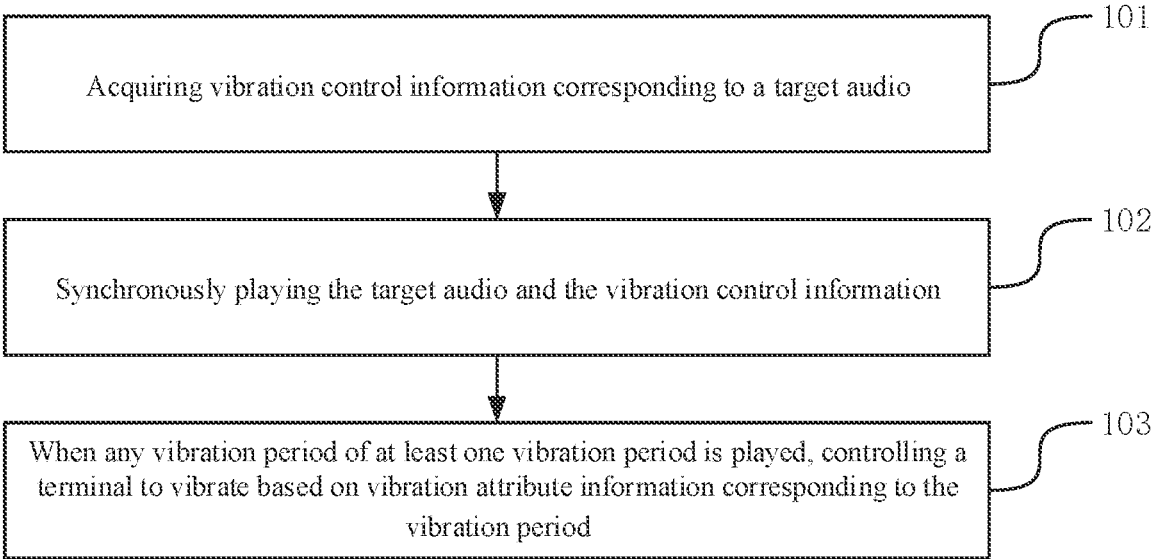 101
Acquiring vibration control information corresponding to a target audio
102
Synchronously playing the target audio and the vibration control information
103
When any vibration period of at least one vibration period is played, controlling a
terminal to vibrate based on vibration attribute information corresponding to the
vibration period